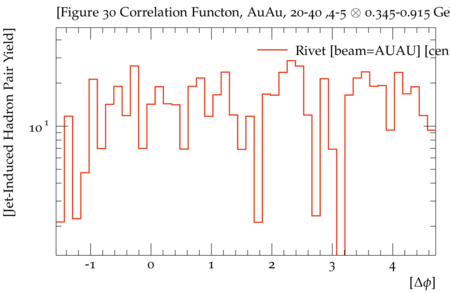 [Figure 30 Correlation Functon, AuAu, 20-40 ,4-5 ⊗ 0.345-0.915 Ge
Rivet [beam=AUAU] [cen
[Jet-Induced Hadron Pair Yield]
10¹
-1 0 1 2 3 4
[Δϕ]